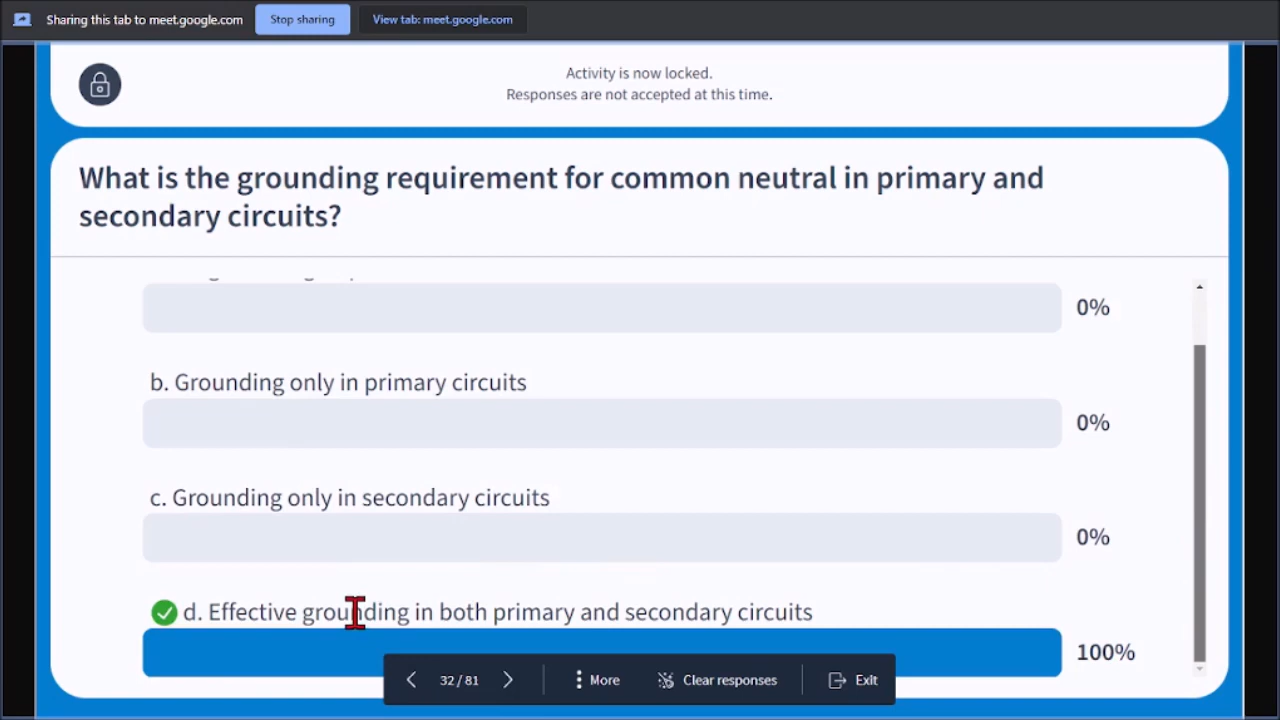 Sharing this tab to meet.google.com
Stop sharing
View tab: meet.google.com
Activity is now locked.
Responses are not accepted at this time.
What is the grounding requirement for common neutral in primary and
secondary circuits?
0%
b. Grounding only in primary circuits
0%
c. Grounding only in secondary circuits
0%
d. Effective grounding in both primary and secondary circuits
100%
32 / 81
More
Clear responses
Exit